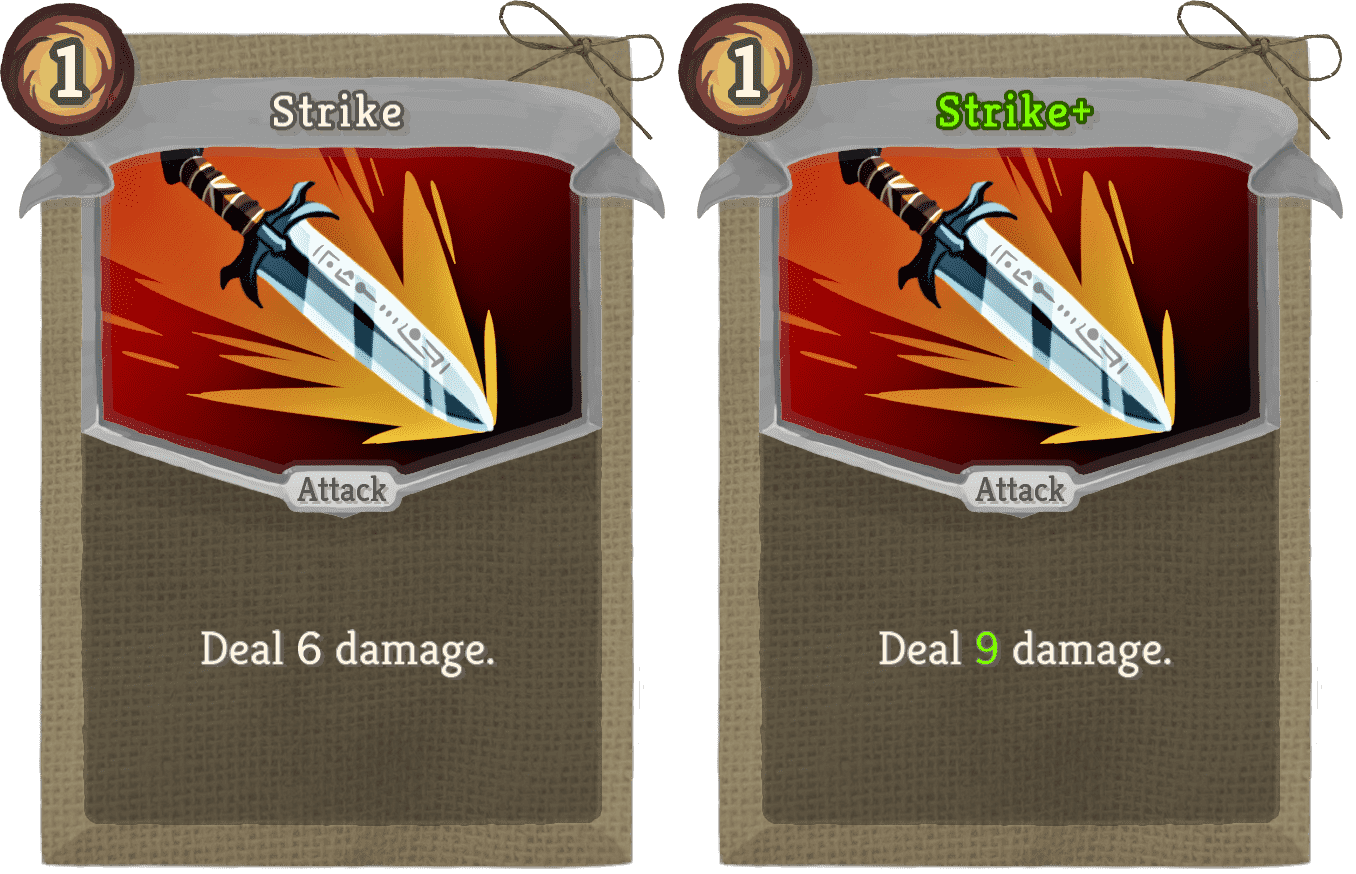 1
Strike
Attack
Deal 6 damage.
1
Strike+
Attack
Deal 9 damage.